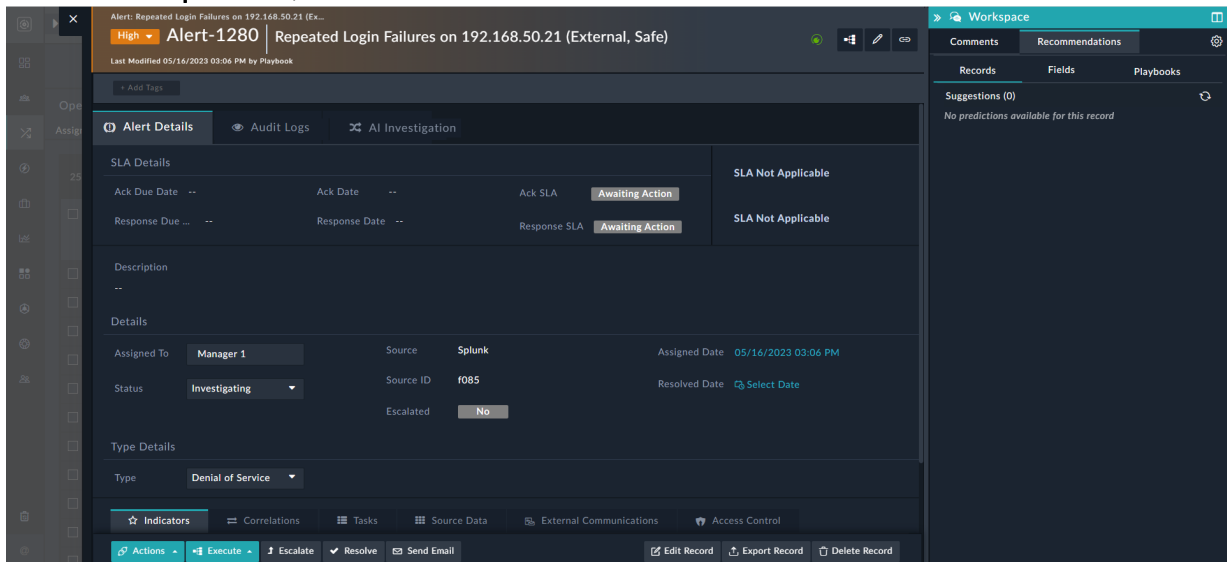 Alert: Repeated Login Failures on 192.168.50.21 (Ex...
High Alert-1280 Repeated Login Failures on 192.168.50.21 (External, Safe)
Last Modified 05/16/2023 03:06 PM by Playbook
+ Add Tags
Ope
Assig
25
Alert Details Audit Logs AI Investigation
SLA Details
Ack Due Date -- Ack Date -- Ack SLA Awaiting Action SLA Not Applicable
Response Due ... -- Response Date -- Response SLA Awaiting Action SLA Not Applicable
Description
--
Details
Assigned To Manager 1 Source Splunk Assigned Date 05/16/2023 03:06 PM
Status Investigating Source ID f085 Resolved Date Select Date
Escalated No
Type Details
Type Denial of Service
Indicators Correlations Tasks Source Data External Communications Access Control
Actions Execute Escalate Resolve Send Email Edit Record Export Record Delete Record
Workspace
Comments Recommendations
Records Fields Playbooks
Suggestions (0)
No predictions available for this record